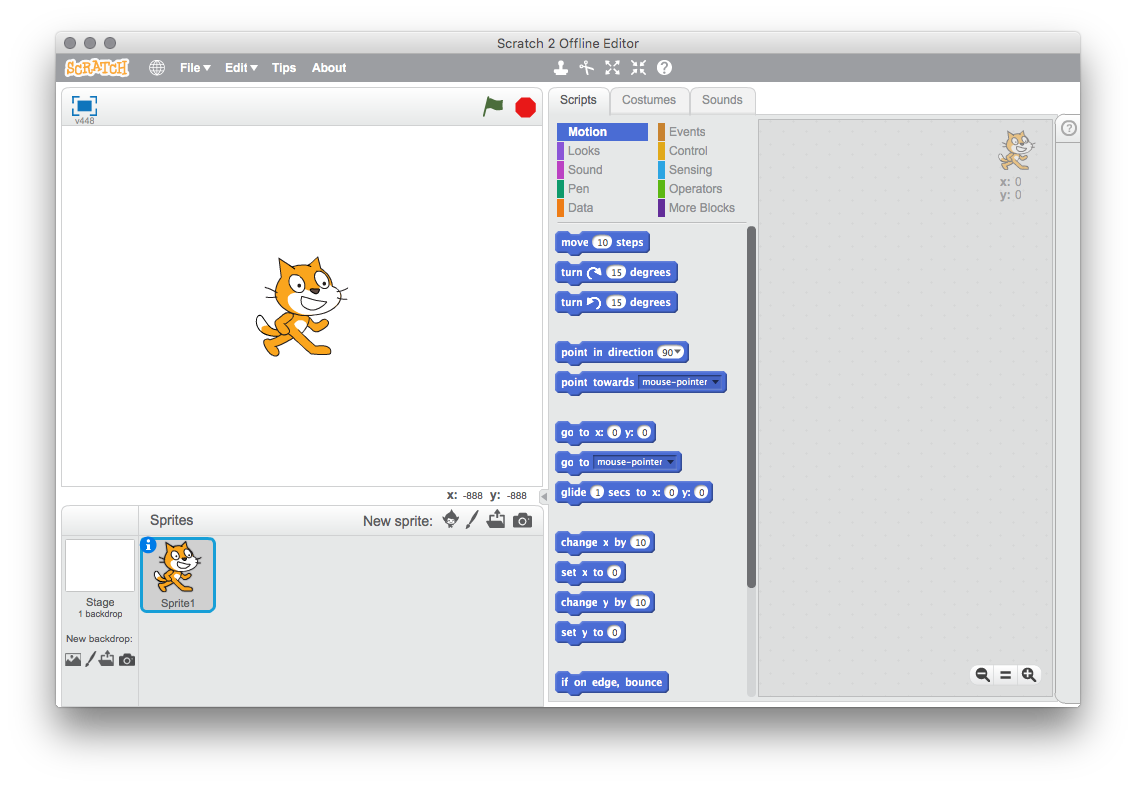 Scratch 2 Offline Editor
SCRATCH File Edit Tips About
v448
Scripts Costumes Sounds
Motion Events
Looks Control
Sound Sensing
Pen Operators
Data More Blocks
x: 0
y: 0
move 10 steps
turn 15 degrees
turn 15 degrees
point in direction 90
point towards mouse-pointer
go to x: 0 y: 0
go to mouse-pointer
glide 1 secs to x: 0 y: 0
change x by 10
set x to 0
change y by 10
set y to 0
if on edge, bounce
x: -888 y: -888
Sprites New sprite:
Sprite1
Stage
1 backdrop
New backdrop: